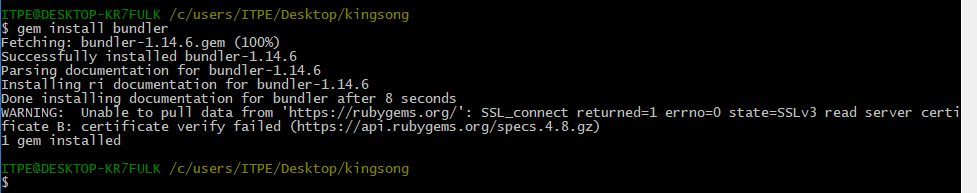 ITPE@DESKTOP-KR7FULK /c/users/ITPE/Desktop/kingsong
$ gem install bundler
Fetching: bundler-1.14.6.gem (100%)
Successfully installed bundler-1.14.6
Parsing documentation for bundler-1.14.6
Installing ri documentation for bundler-1.14.6
Done installing documentation for bundler after 8 seconds
WARNING:  Unable to pull data from 'https://rubygems.org/': SSL_connect returned=1 errno=0 state=SSLv3 read server certi
ficate B: certificate verify failed (https://api.rubygems.org/specs.4.8.gz)
1 gem installed
ITPE@DESKTOP-KR7FULK /c/users/ITPE/Desktop/kingsong
$